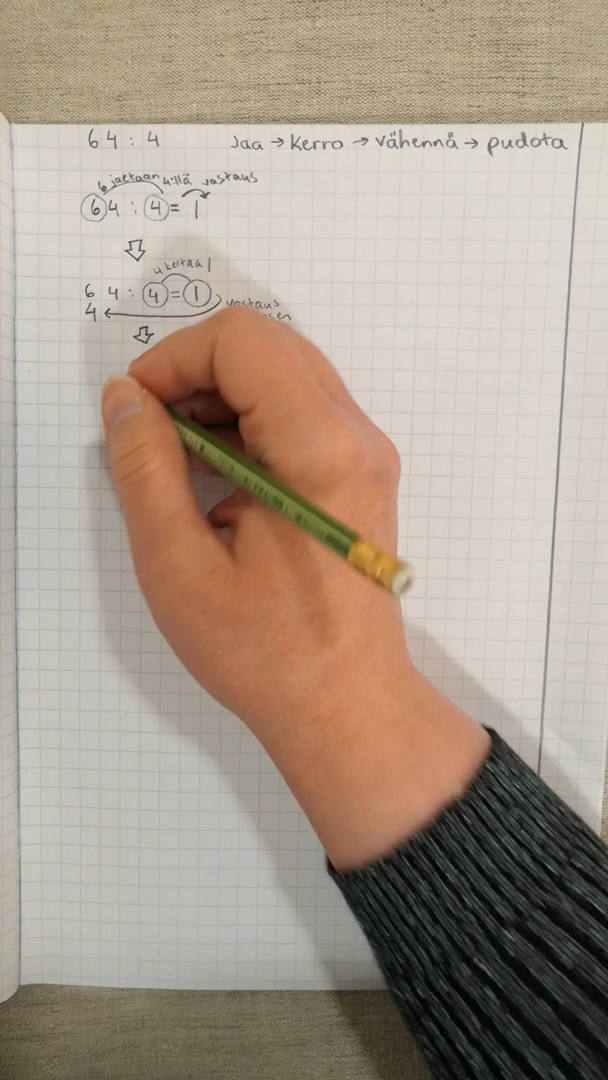 64 : 4 Jaa → kerro → vähennä → pudota
6 jaetaan 4:llä vastaus
64 : 4 = 1
4 kertaa 1
64 : 4 = 1
vastaus
4